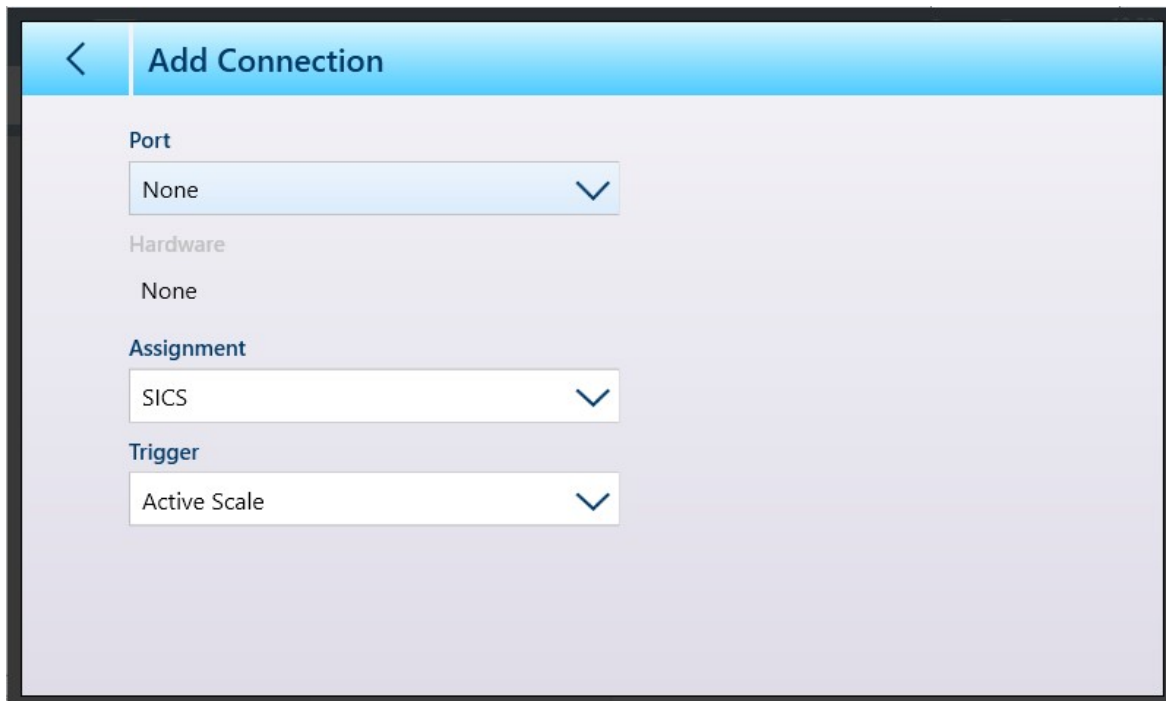 Add Connection
Port
None
Hardware
None
Assignment
SICS
Trigger
Active Scale